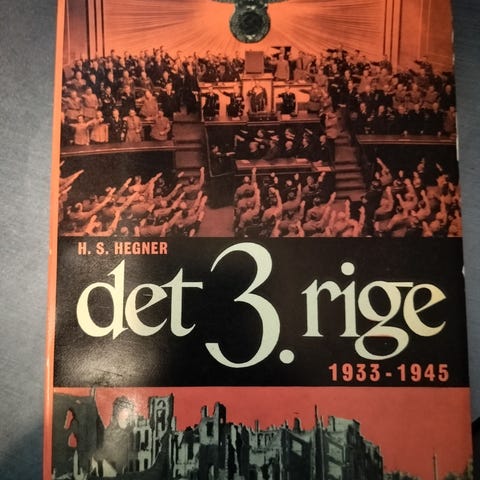 H. S. HEGNER
det 3. rige
1933-1945